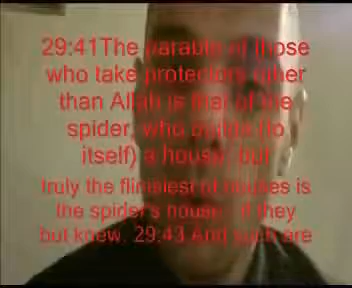 29:41The parable of those
who take protectors other
than Allah is that of the
spider, who builds (to
itself) a house; but
truly the flimsiest of houses is
the spider's house;- if they
but knew. 29:43 And such are